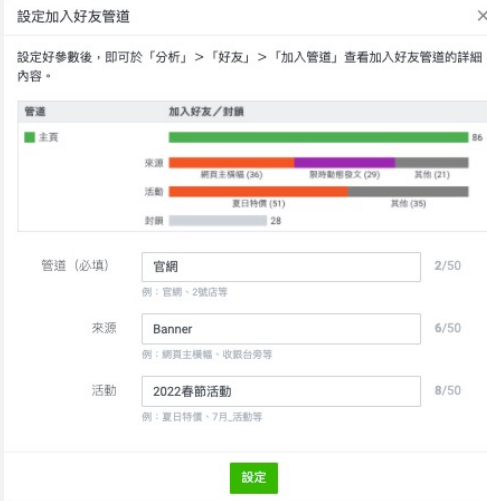 設定加入好友管道
設定好參數後，即可於「分析」>「好友」>「加入管道」查看加入好友管道的詳細
內容。
管道 加入好友／封鎖
主頁 86
來源
網頁主橫幅 (36) 限時動態發文 (29) 其他 (21)
活動
夏日特價 (51) 其他 (35)
封鎖 28
管道（必填） 官網 2/50
例：官網、2號店等
來源 Banner 6/50
例：網頁主橫幅、收銀台旁等
活動 2022春節活動 8/50
例：夏日特價、7月_活動等
設定